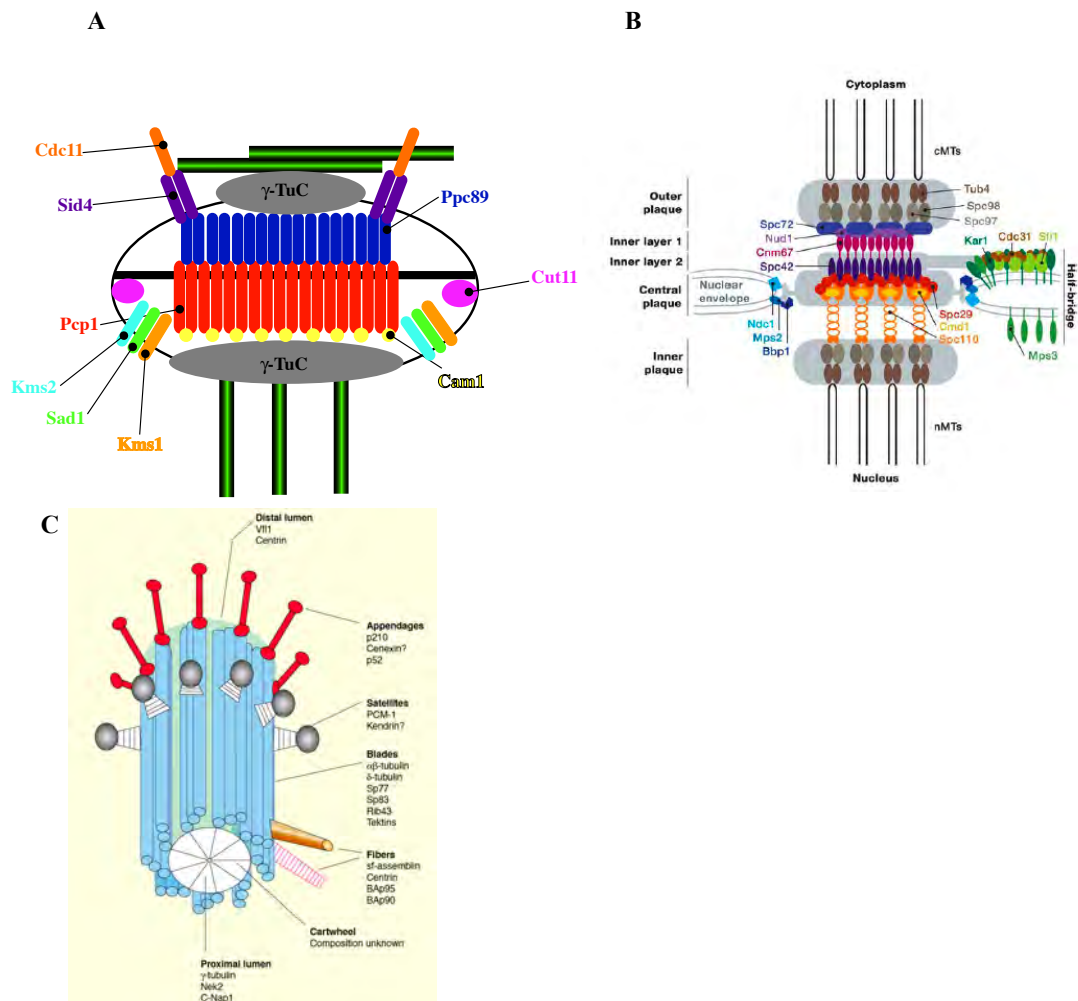 A
Cdc11
Sid4
γ-TuC
Ppc89
Cut11
Pcp1
Kms2
Sad1
Kms1
γ-TuC
Cam1
B
Cytoplasm
cMTs
Outer
plaque
Tub4
Spc98
Spc97
Spc72
Nud1
Inner layer 1
Cnm67
Inner layer 2
Spc42
Kar1
Cdc31
Sfi1
Half-bridge
Central
plaque
Nuclear
envelope
Ndc1
Mps2
Bbp1
Spc29
Cmd1
Spc110
Mps3
Inner
plaque
nMTs
Nucleus
C
Distal lumen
Vfl1
Centrin
Appendages
p210
Cenexin?
p52
Satellites
PCM-1
Kendrin?
Blades
αβ-tubulin
δ-tubulin
Sp77
Sp83
Rib43
Tektins
Fibers
sf-assemblin
Centrin
BAp95
BAp90
Cartwheel
Composition unknown
Proximal lumen
γ-tubulin
Nek2
C-Nap1